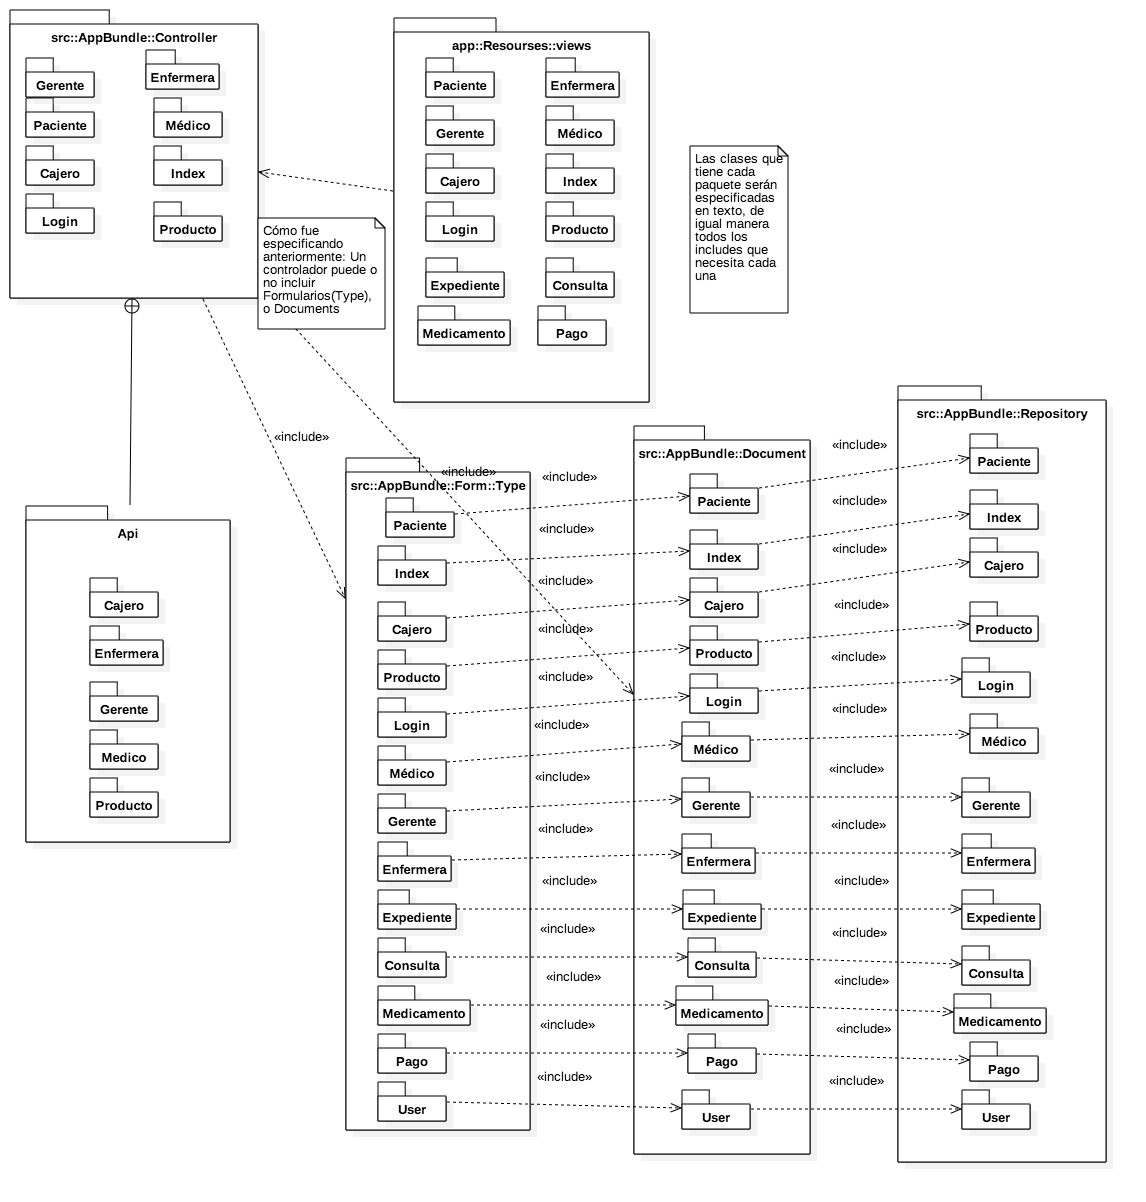 src::AppBundle::Controller
Gerente
Enfermera
Paciente
Médico
Cajero
Index
Login
Producto
app::Resourses::views
Paciente
Enfermera
Gerente
Médico
Cajero
Index
Login
Producto
Expediente
Consulta
Medicamento
Pago
Las clases que
tiene cada
paquete serán
especificadas
en texto, de
igual manera
todos los
includes que
necesita cada
una
Cómo fue
especificando
anteriormente: Un
controlador puede o
no incluir
Formularios(Type),
o Documents
«include»
«include»
Api
Cajero
Enfermera
Gerente
Medico
Producto
src::AppBundle::Form::Type
Paciente
Index
Cajero
Producto
Login
Médico
Gerente
Enfermera
Expediente
Consulta
Medicamento
Pago
User
«include»
«include»
«include»
«include»
«include»
«include»
«include»
«include»
«include»
«include»
«include»
«include»
«include»
src::AppBundle::Document
Paciente
Index
Cajero
Producto
Login
Médico
Gerente
Enfermera
Expediente
Consulta
Medicamento
Pago
User
«include»
«include»
«include»
«include»
«include»
«include»
«include»
«include»
«include»
«include»
«include»
«include»
«include»
src::AppBundle::Repository
Paciente
Index
Cajero
Producto
Login
Médico
Gerente
Enfermera
Expediente
Consulta
Medicamento
Pago
User